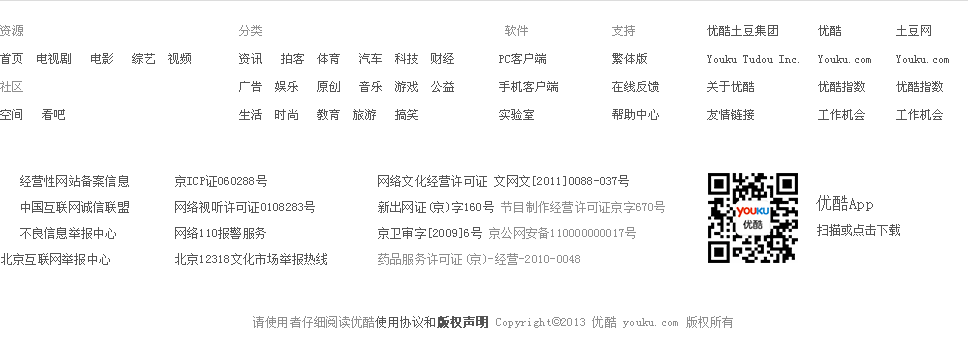 资源 分类 软件 支持 优酷土豆集团 优酷 土豆网
首页 电视剧 电影 综艺 视频 资讯 拍客 体育 汽车 科技 财经 PC客户端 繁体版 Youku Tudou Inc. Youku.com Youku.com
社区 广告 娱乐 原创 音乐 游戏 公益 手机客户端 在线反馈 关于优酷 优酷指数 优酷指数
空间 看吧 生活 时尚 教育 旅游 搞笑 实验室 帮助中心 友情链接 工作机会 工作机会
经营性网站备案信息 京ICP证060288号 网络文化经营许可证 文网文[2011]0088-037号
中国互联网诚信联盟 网络视听许可证0108283号 新出网证(京)字160号 节目制作经营许可证京字670号
不良信息举报中心 网络110报警服务 京卫审字[2009]6号 京公网安备110000000017号
北京互联网举报中心 北京12318文化市场举报热线 药品服务许可证(京)-经营-2010-0048
YOUKU
优酷
优酷App
扫描或点击下载
请使用者仔细阅读优酷使用协议和版权声明 Copyright©2013 优酷 youku.com 版权所有